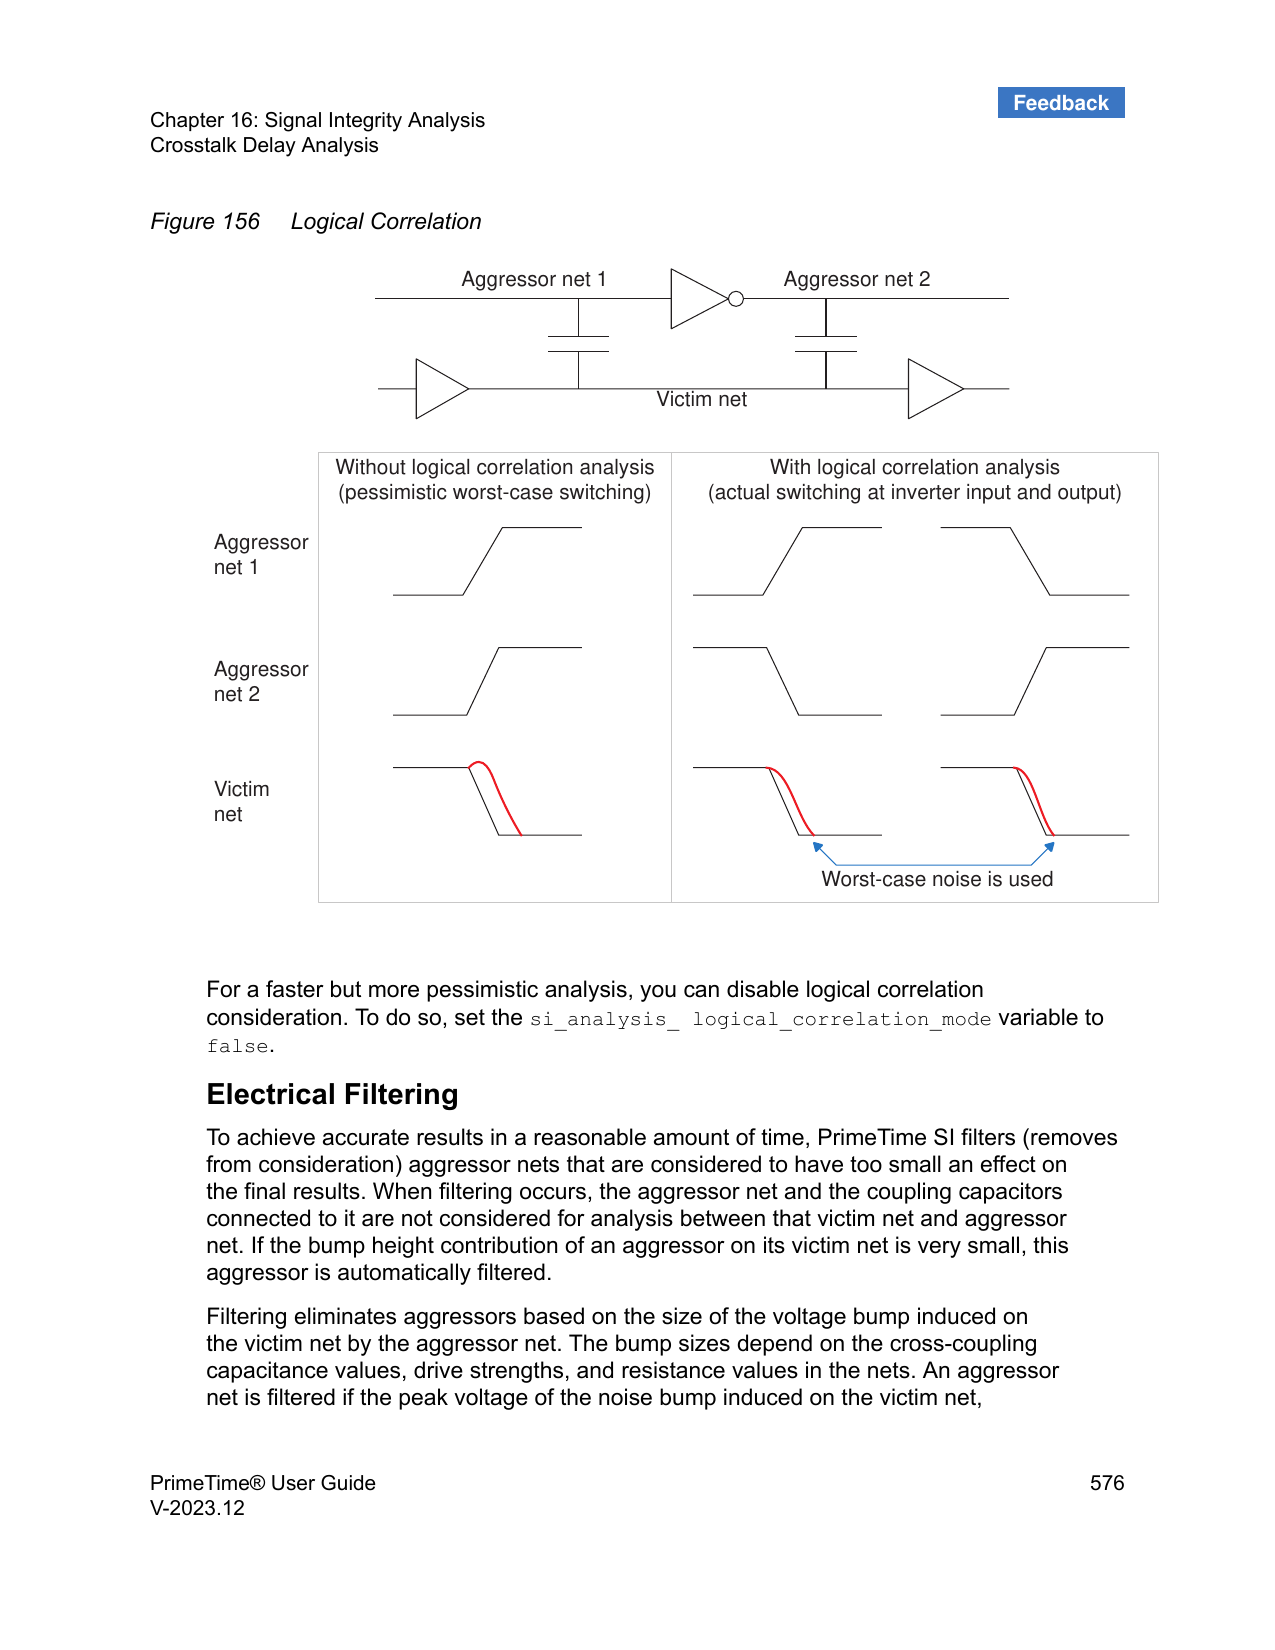 Feedback
Chapter 16: Signal Integrity Analysis
Crosstalk Delay Analysis
Figure 156 Logical Correlation
Aggressor net 1
Aggressor net 2
Victim net
Without logical correlation analysis
(pessimistic worst-case switching)
With logical correlation analysis
(actual switching at inverter input and output)
Aggressor
net 1
Aggressor
net 2
Victim
net
Worst-case noise is used
For a faster but more pessimistic analysis, you can disable logical correlation
consideration. To do so, set the si_analysis_ logical_correlation_mode variable to
false.
Electrical Filtering
To achieve accurate results in a reasonable amount of time, PrimeTime SI filters (removes
from consideration) aggressor nets that are considered to have too small an effect on
the final results. When filtering occurs, the aggressor net and the coupling capacitors
connected to it are not considered for analysis between that victim net and aggressor
net. If the bump height contribution of an aggressor on its victim net is very small, this
aggressor is automatically filtered.
Filtering eliminates aggressors based on the size of the voltage bump induced on
the victim net by the aggressor net. The bump sizes depend on the cross-coupling
capacitance values, drive strengths, and resistance values in the nets. An aggressor
net is filtered if the peak voltage of the noise bump induced on the victim net,
PrimeTime® User Guide
V-2023.12
576